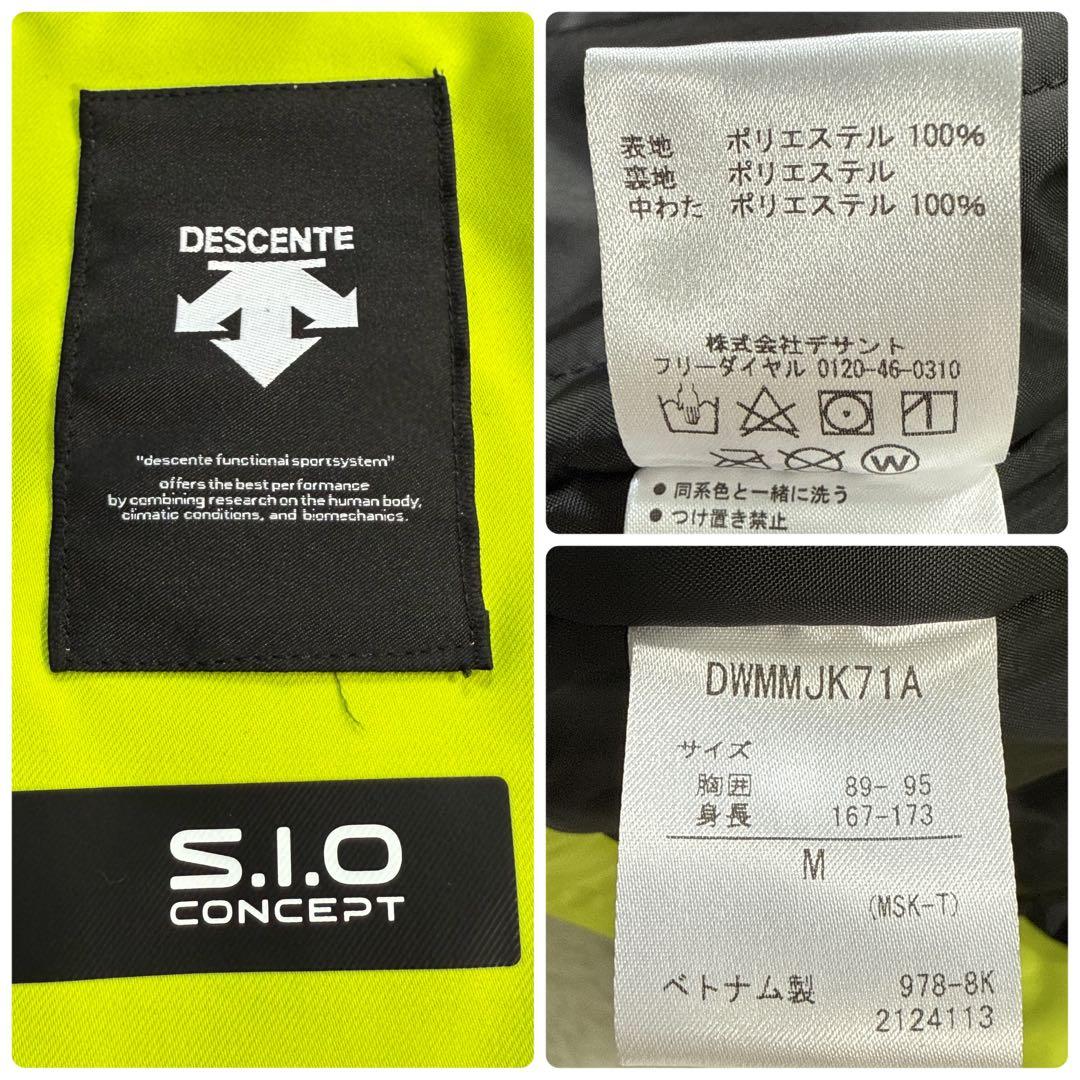 DESCENTE
"descente functional sportsystem"
offers the best performance
by combining research on the human body,
climatic conditions, and biomechanics.
S.I.O
CONCEPT
表地 ポリエステル 100%
裏地 ポリエステル
中わた ポリエステル 100%
株式会社デサント
フリーダイヤル 0120-46-0310
W
● 同系色と一緒に洗う
● つけ置き禁止
DWMMJK71A
サイズ
胸囲 89- 95
身長 167-173
M
(MSK-T)
ベトナム製 978-8K
2124113